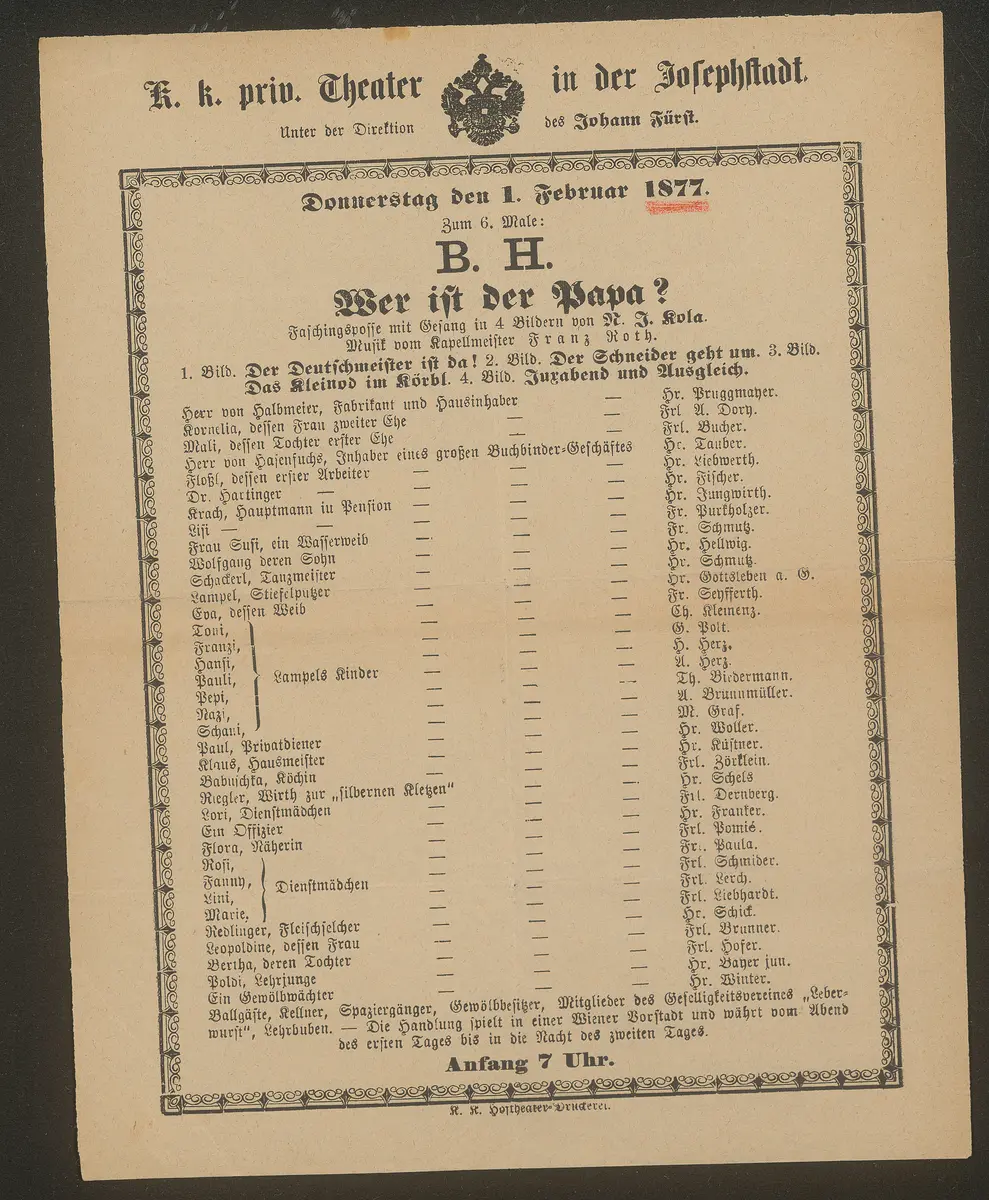 K. k. priv. Theater in der Josephstadt.
Unter der Direktion des Johann Fürst.
Donnerstag den 1. Februar 1877.
Zum 6. Male:
B. H.
Wer ist der Papa?
Faschingsposse mit Gesang in 4 Bildern von N. J. Kola.
Musik vom Kapellmeister Franz Roth.
1. Bild. Der Deutschmeister ist da! 2. Bild. Der Schneider geht um. 3. Bild.
Das Kleinod im Körbl. 4. Bild. Juxabend und Ausgleich.
Herr von Halbmeier, Fabrikant und Hausinhaber — Hr. Pruggmayer.
Kornelia, dessen Frau zweiter Ehe — Frl A. Dory.
Mali, dessen Tochter erster Ehe — — Frl. Bucher.
Herr von Hasenfuchs, Inhaber eines großen Buchbinder-Geschäftes Hr. Tauber.
Floßl, dessen erster Arbeiter — — — Hr. Liebwerth.
Dr. Hartinger — — — — Hr. Fischer.
Krach, Hauptmann in Pension — — — Hr. Jungwirth.
Lisi — — — — — Fr. Purkholzer.
Frau Susi, ein Wasserweib — — — Fr. Schmutz.
Wolfgang deren Sohn — — — Hr. Hellwig.
Schackerl, Tanzmeister — — — Hr. Schmutz.
Lampel, Stiefelputzer — — — Hr. Gottsleben a. G.
Eva, dessen Weib — — — Fr. Seyfferth.
Toni, — — — Ch. Klemenz.
Franzi, — — — G. Polt.
Hansi, — — — H. Herz.
Pauli, Lampels Kinder — — — A. Herz.
Pepi, — — — Th. Biedermann.
Nazi, — — — A. Brunnmüller.
Schani, — — — M. Graf.
Paul, Privatdiener — — — Hr. Woller.
Klaus, Hausmeister — — — Hr. Küstner.
Babuschka, Köchin — — — Frl. Zörklein.
Riegler, Wirth zur „silbernen Kletzen“ — — Hr. Schels
Lori, Dienstmädchen — — — Frl. Dernberg.
Ein Offizier — — — Hr. Franker.
Flora, Näherin — — — Frl. Pomié.
Rosi, — — — Fr.. Paula.
Fanny, — — — Frl. Schmider.
Lini, Dienstmädchen — — — Frl. Lerch.
Marie, — — — Frl. Liebhardt.
Redlinger, Fleischselcher — — — Hr. Schick.
Leopoldine, dessen Frau — — — Frl. Brunner.
Bertha, deren Tochter — — — Frl. Hofer.
Poldi, Lehrjunge — — — Hr. Bayer jun.
Ein Gewölbwächter — — — Hr. Winter.
Ballgäste, Kellner, Spaziergänger, Gewölbbesitzer, Mitglieder des Geselligkeitsvereines „Leber-
wurst“, Lehrbuben. — Die Handlung spielt in einer Wiener Vorstadt und währt vom Abend
des ersten Tages bis in die Nacht des zweiten Tages.
Anfang 7 Uhr.
K. K. Hoftheater-Druckerei.